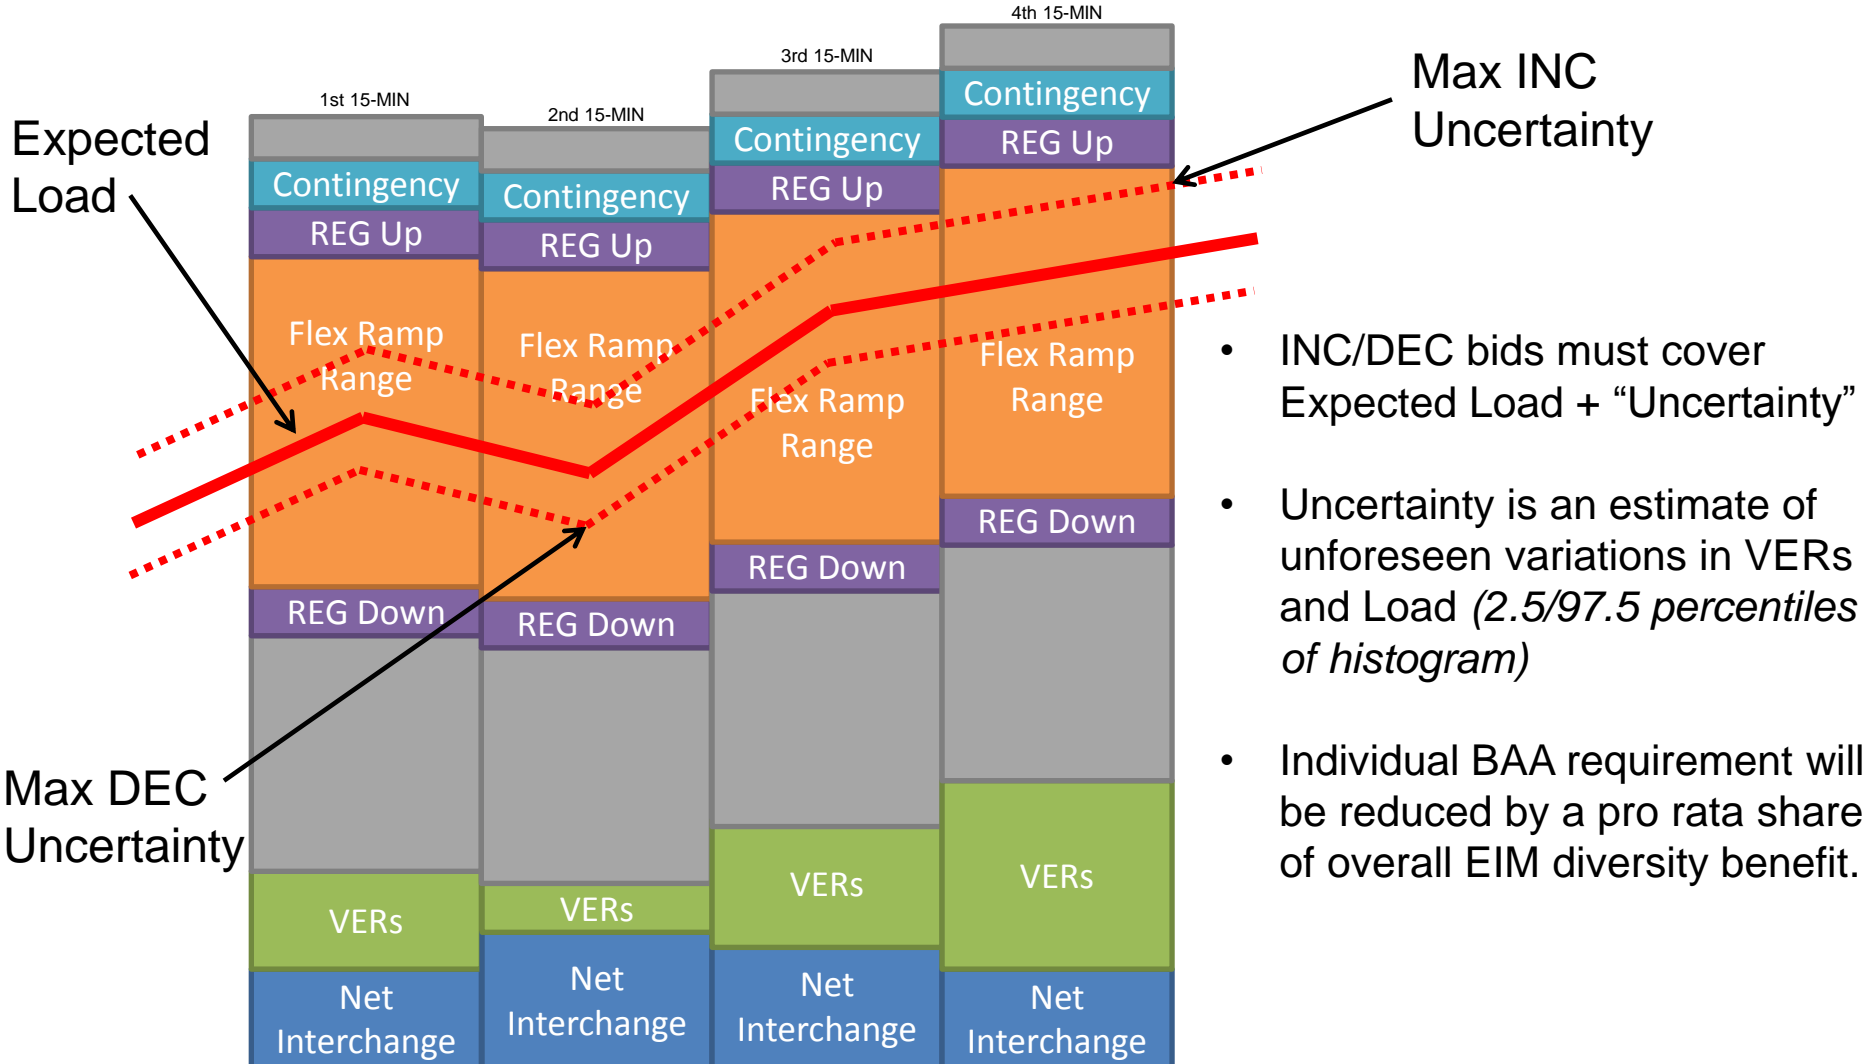 4th 15-MIN
3rd 15-MIN
1st 15-MIN
2nd 15-MIN
Expected
Load
Max INC
Uncertainty
Contingency
REG Up
Flex Ramp
Range
REG Down
VERs
Net
Interchange
Contingency
REG Up
Flex Ramp
Range
REG Down
VERs
Net
Interchange
Contingency
REG Up
Flex Ramp
Range
REG Down
VERs
Net
Interchange
Contingency
REG Up
Flex Ramp
Range
REG Down
VERs
Net
Interchange
Max DEC
Uncertainty
• INC/DEC bids must cover
Expected Load + “Uncertainty”
• Uncertainty is an estimate of
unforeseen variations in VERs
and Load (2.5/97.5 percentiles
of histogram)
• Individual BAA requirement will
be reduced by a pro rata share
of overall EIM diversity benefit.